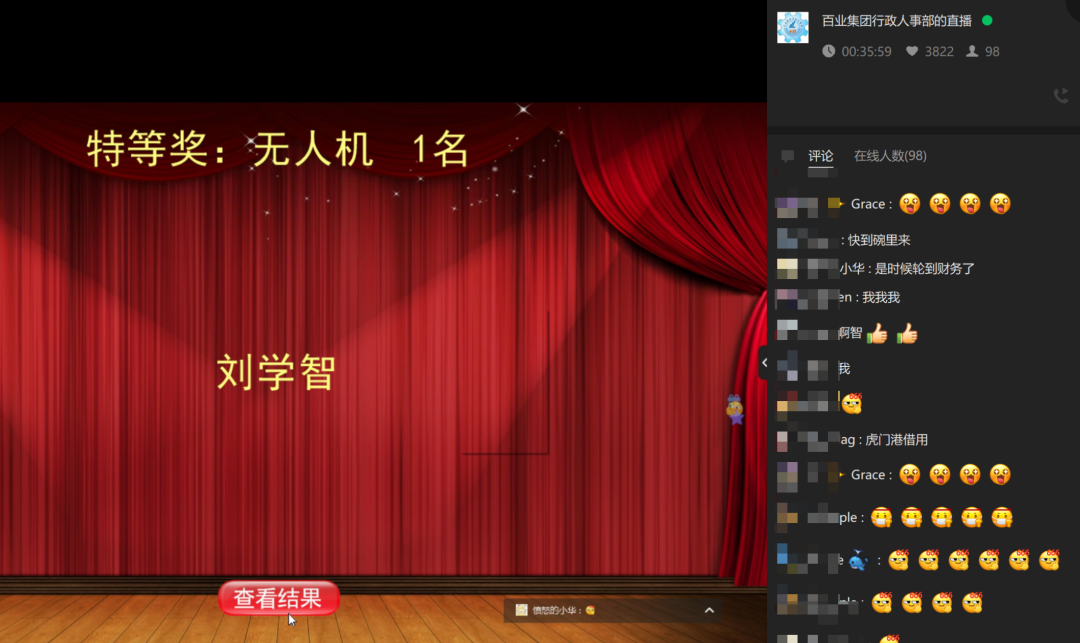 百业集团行政人事部的直播
00:35:59 3822 98
评论 在线人数(98)
特等奖：无人机 1名
刘学智
查看结果
愤怒的小华：
Grace :
: 快到碗里来
小华 : 是时候轮到财务了
en : 我我我
啊智
我
ag : 虎门港借用
Grace :
ple :
e :